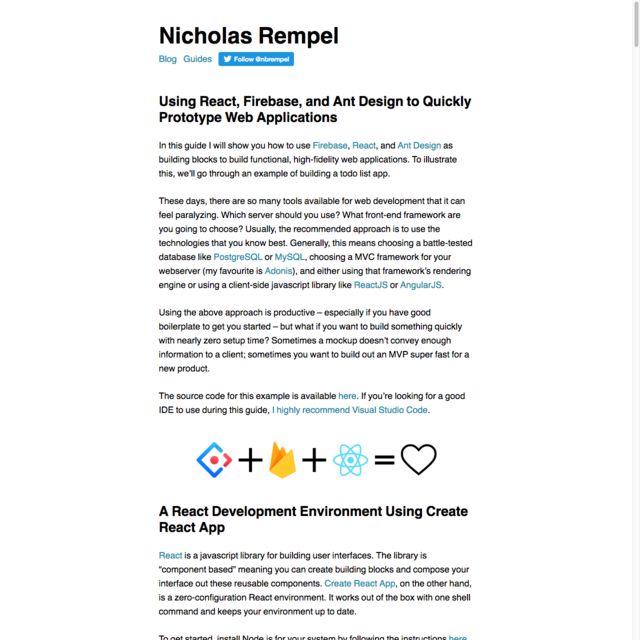 Nicholas Rempel
Blog Guides Follow @nbrempel
Using React, Firebase, and Ant Design to Quickly
Prototype Web Applications
In this guide I will show you how to use Firebase, React, and Ant Design as
building blocks to build functional, high-fidelity web applications. To illustrate
this, we’ll go through an example of building a todo list app.
These days, there are so many tools available for web development that it can
feel paralyzing. Which server should you use? What front-end framework are
you going to choose? Usually, the recommended approach is to use the
technologies that you know best. Generally, this means choosing a battle-tested
database like PostgreSQL or MySQL, choosing a MVC framework for your
webserver (my favourite is Adonis), and either using that framework’s rendering
engine or using a client-side javascript library like ReactJS or AngularJS.
Using the above approach is productive – especially if you have good
boilerplate to get you started – but what if you want to build something quickly
with nearly zero setup time? Sometimes a mockup doesn’t convey enough
information to a client; sometimes you want to build out an MVP super fast for a
new product.
The source code for this example is available here. If you’re looking for a good
IDE to use during this guide, I highly recommend Visual Studio Code.
A React Development Environment Using Create
React App
React is a javascript library for building user interfaces. The library is
“component based” meaning you can create building blocks and compose your
interface out these reusable components. Create React App, on the other hand,
is a zero-configuration React environment. It works out of the box with one shell
command and keeps your environment up to date.
To get started, install Node.js for your system by following the instructions here.